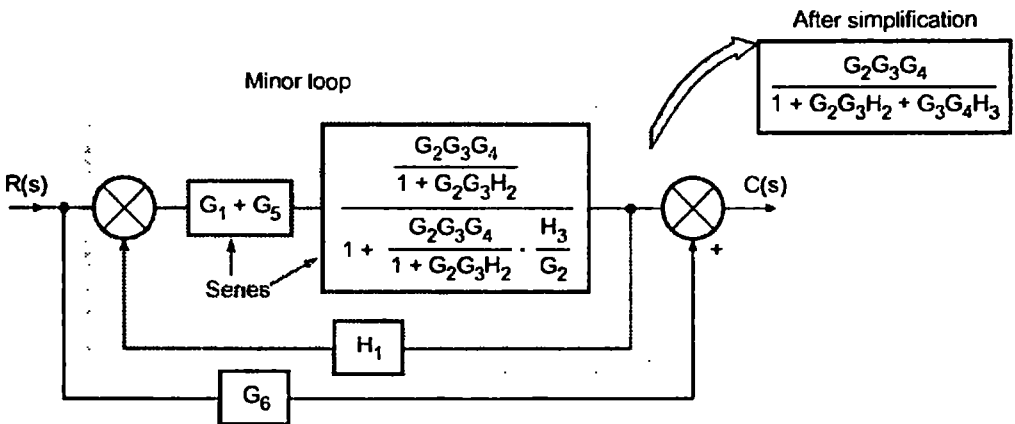 After simplification
G₂G₃G₄
1 + G₂G₃H₂ + G₃G₄H₃
Minor loop
R(s)
G₁ + G₅
G₂G₃G₄
1 + G₂G₃H₂
1 + G₂G₃G₄ / 1 + G₂G₃H₂ · H₃ / G₂
C(s)
+
Series
H₁
G₆